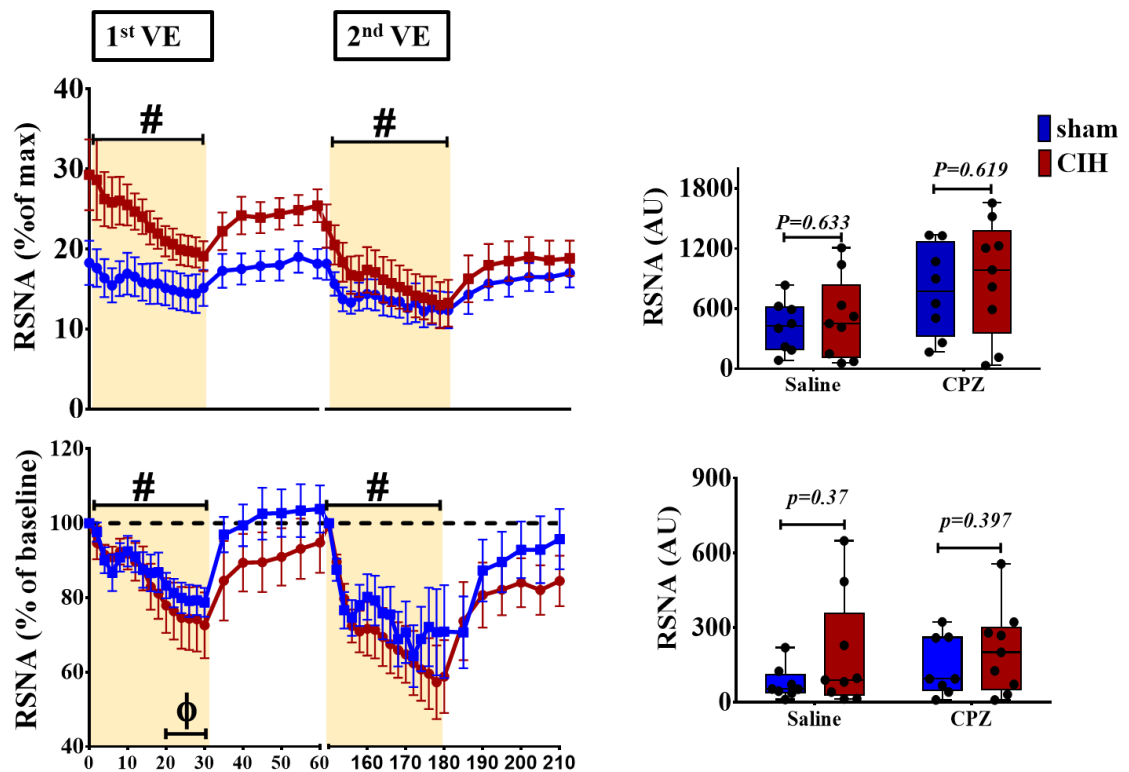 1st VE
2nd VE
RSNA (%of max)
40
30
20
10
0
#
#
RSNA (% of baseline)
120
100
80
60
40
#
#
ϕ
0 10 20 30 40 50 60 160 170 180 190 200 210
sham
CIH
RSNA (AU)
1800
1200
600
0
P=0.633
P=0.619
Saline CPZ
RSNA (AU)
900
600
300
0
p=0.37
p=0.397
Saline CPZ